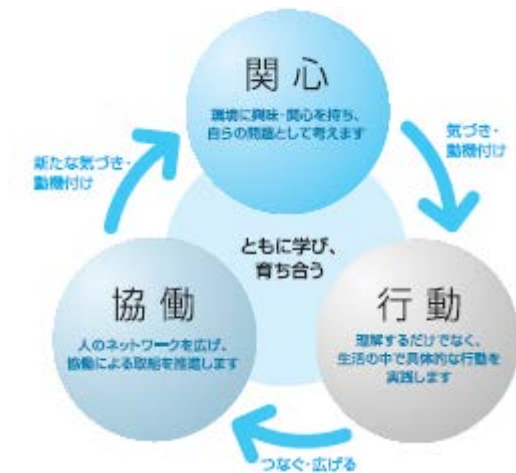 関心
環境に興味・関心を持ち、
自らの問題として考えます
気づき・
動機付け
新たな気づき・
動機付け
ともに学び、
育ち合う
協働
人のネットワークを広げ、
協働による取組を推進します
行動
理解するだけでなく、
生活の中で具体的な行動を
実践します
つなぐ・広げる